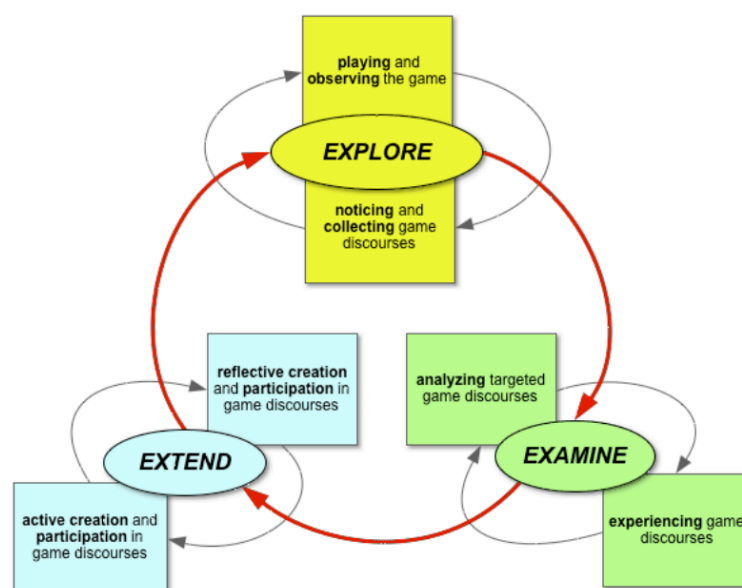 playing and
observing the game
EXPLORE
noticing and
collecting game
discourses
reflective creation
and participation in
game discourses
analyzing targeted
game discourses
EXTEND
EXAMINE
active creation and
participation in
game discourses
experiencing game
discourses